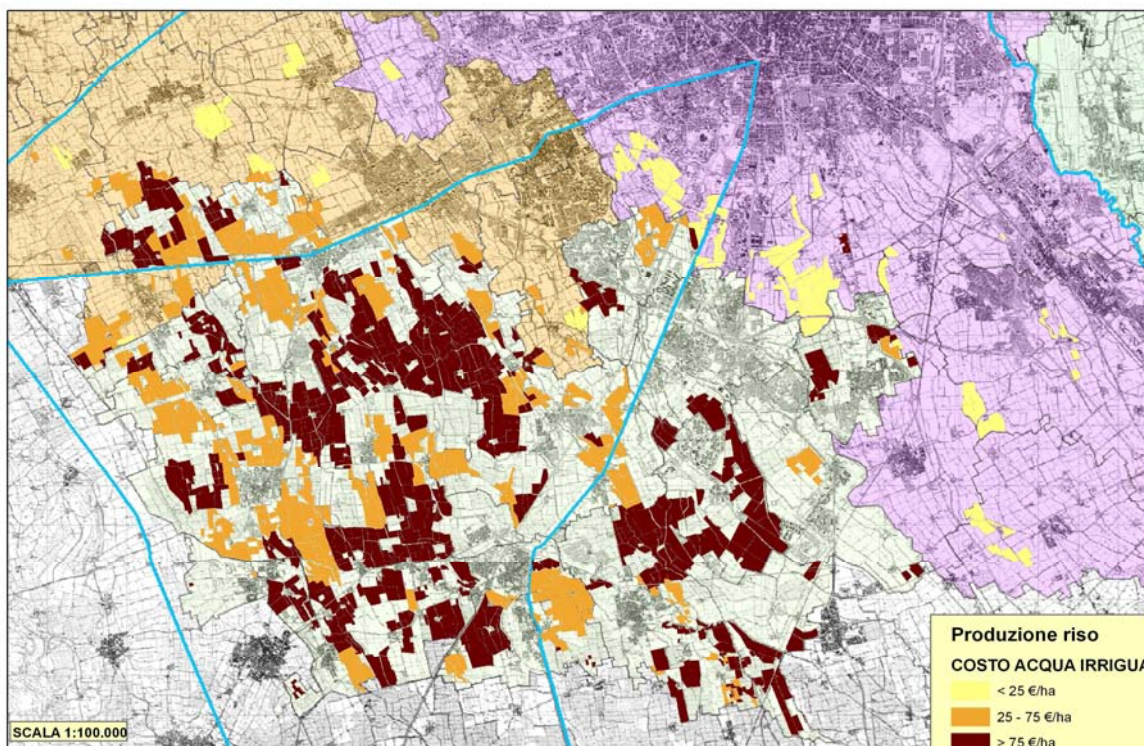 Produzione riso
COSTO ACQUA IRRIGUA
< 25 €/ha
25 - 75 €/ha
> 75 €/ha
SCALA 1:100.000